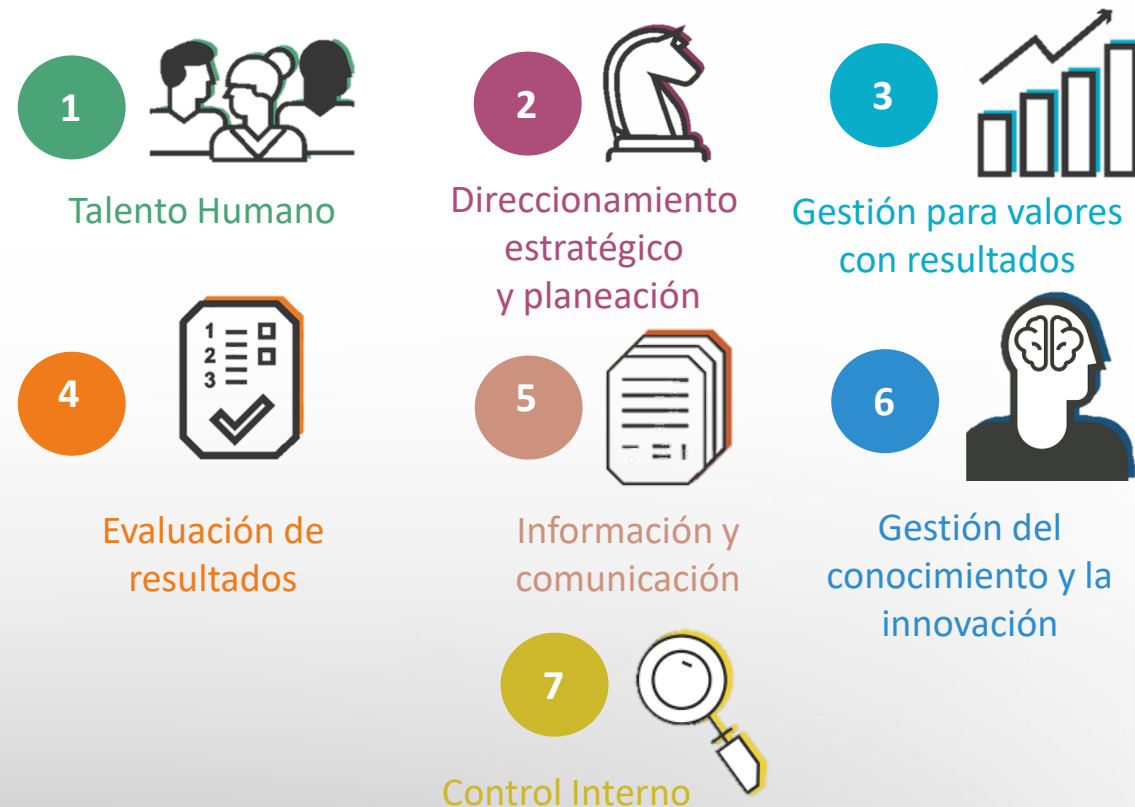 1
Talento Humano
2
Direccionamiento
estratégico
y planeación
3
Gestión para valores
con resultados
4
1
2
3
Evaluación de
resultados
5
Información y
comunicación
6
Gestión del
conocimiento y la
innovación
7
Control Interno